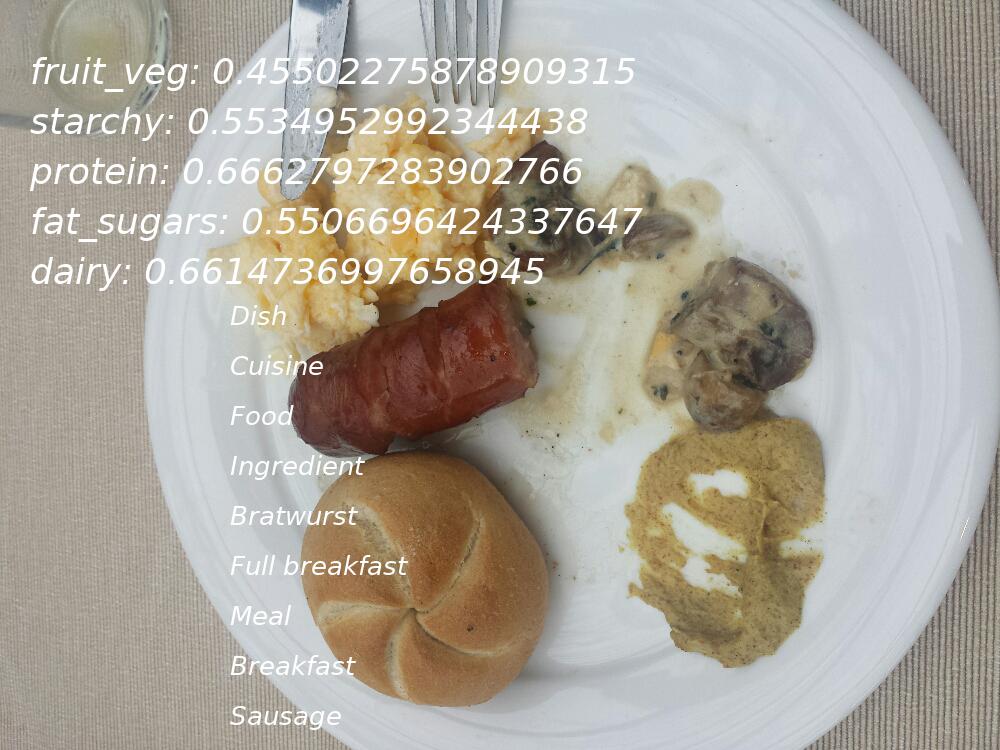 fruit_veg: 0.45502275878909315
starchy: 0.5534952992344438
protein: 0.6662797283902766
fat_sugars: 0.5506696424337647
dairy: 0.6614736997658945
Dish
Cuisine
Food
Ingredient
Bratwurst
Full breakfast
Meal
Breakfast
Sausage